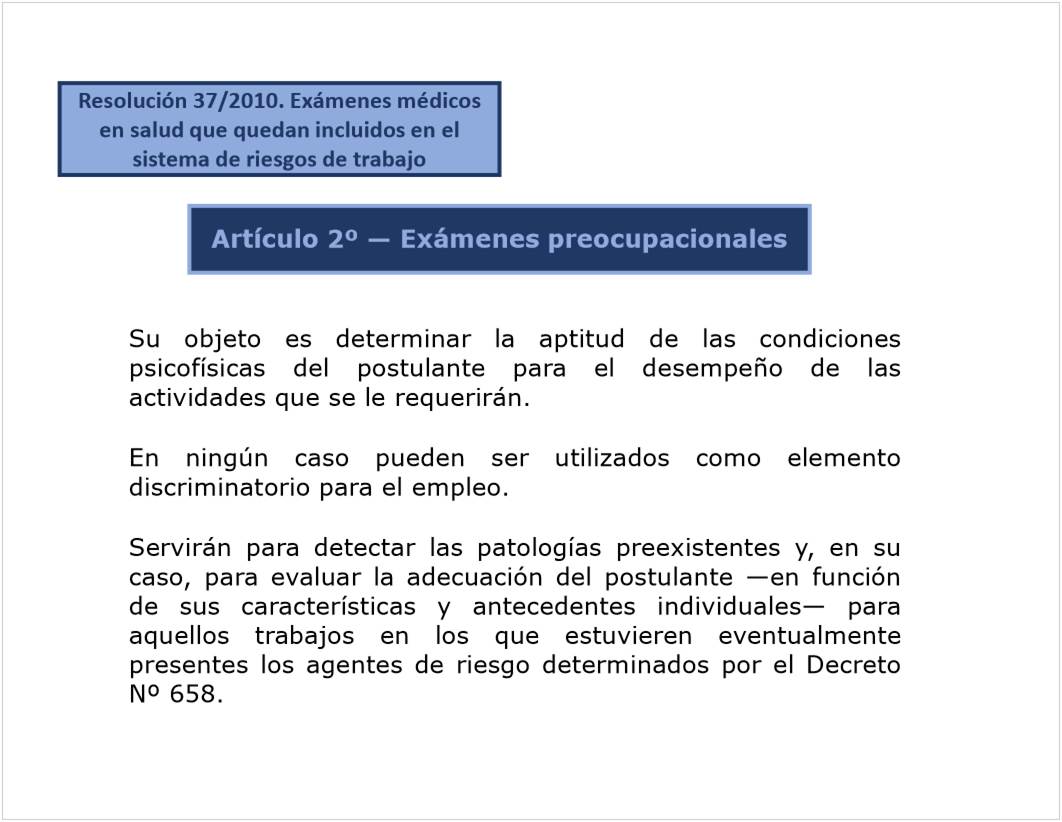 Resolución 37/2010. Exámenes médicos
en salud que quedan incluidos en el
sistema de riesgos de trabajo
Artículo 2º — Exámenes preocupacionales
Su objeto es determinar la aptitud de las condiciones
psicofísicas del postulante para el desempeño de las
actividades que se le requerirán.
En ningún caso pueden ser utilizados como elemento
discriminatorio para el empleo.
Servirán para detectar las patologías preexistentes y, en su
caso, para evaluar la adecuación del postulante —en función
de sus características y antecedentes individuales— para
aquellos trabajos en los que estuvieren eventualmente
presentes los agentes de riesgo determinados por el Decreto
Nº 658.